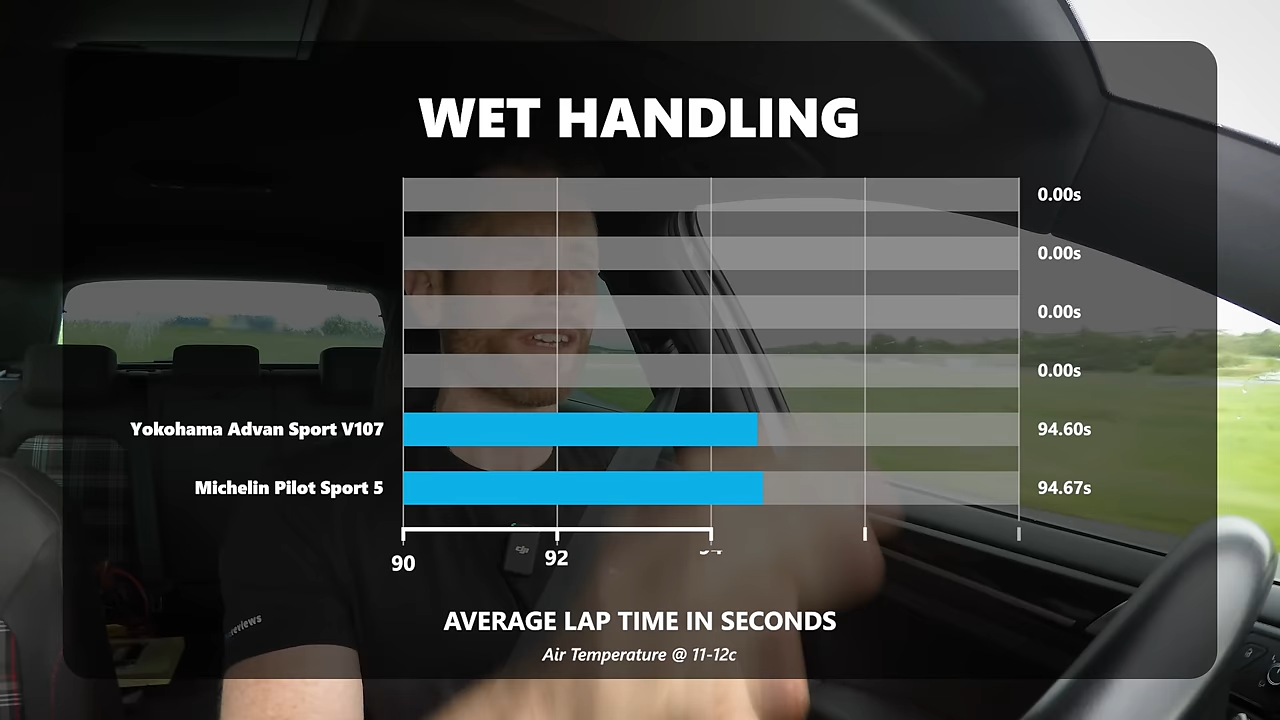 WET HANDLING
0.00s
0.00s
0.00s
0.00s
Yokohama Advan Sport V107 94.60s
Michelin Pilot Sport 5 94.67s
90 92
AVERAGE LAP TIME IN SECONDS
Air Temperature @ 11-12c